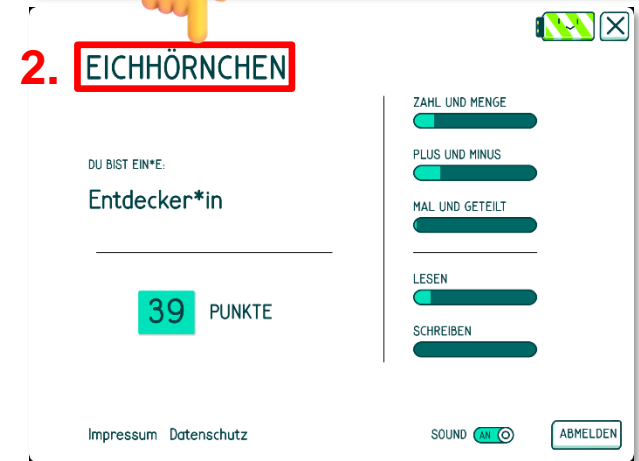 2. EICHHÖRNCHEN
DU BIST EIN*E:
Entdecker*in
39 PUNKTE
ZAHL UND MENGE
PLUS UND MINUS
MAL UND GETEILT
LESEN
SCHREIBEN
Impressum Datenschutz
SOUND AN
ABMELDEN